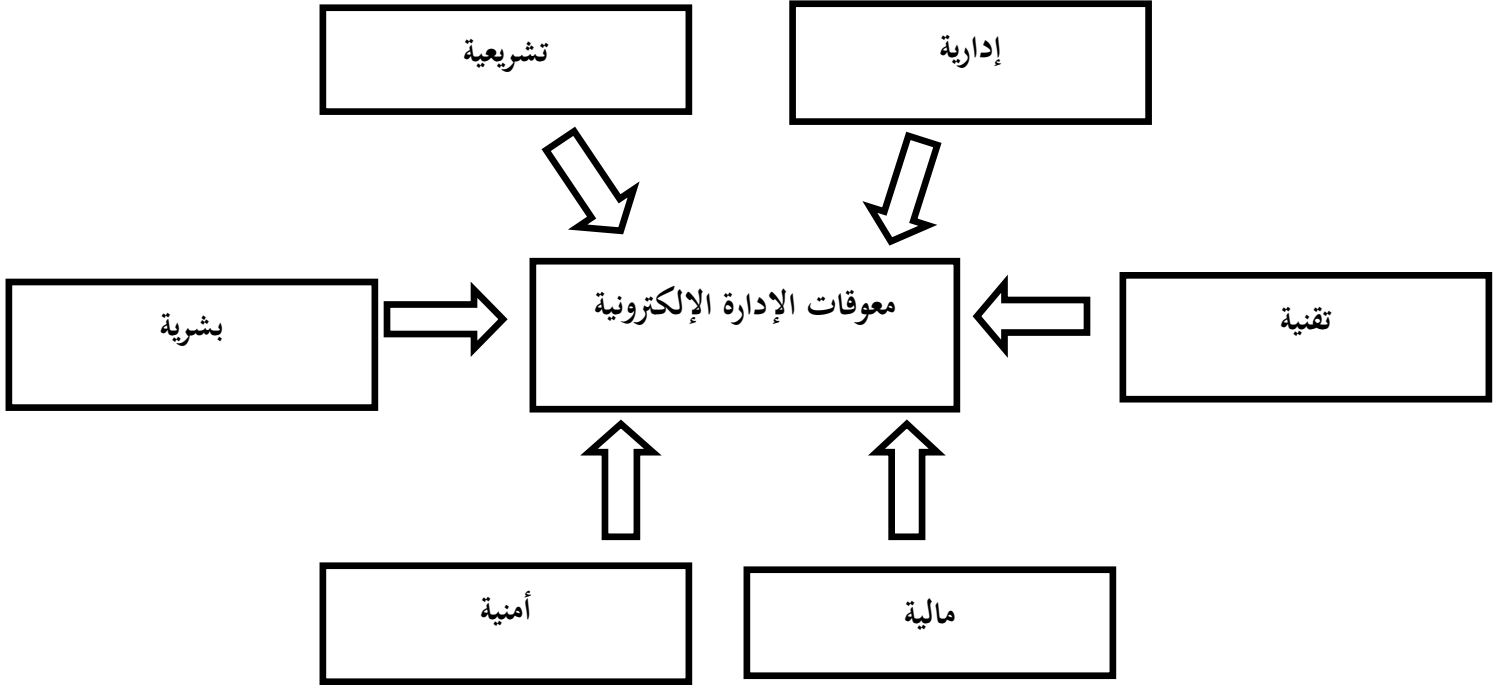 إدارية
تشريعية
معوقات الإدارة الإلكترونية
تقنية
بشرية
مالية
أمنية